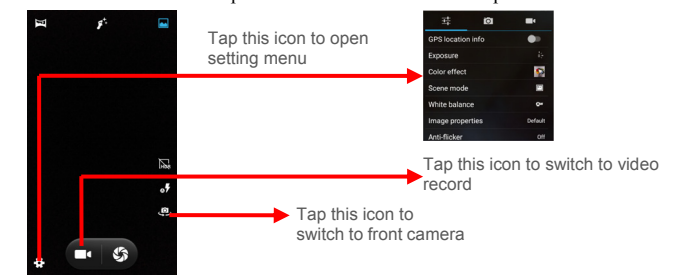 Tap this icon to open
setting menu
GPS location info
Exposure
Color effect
Scene mode
White balance
Image properties Default
Anti-flicker Off
Tap this icon to switch to video
record
Tap this icon to
switch to front camera